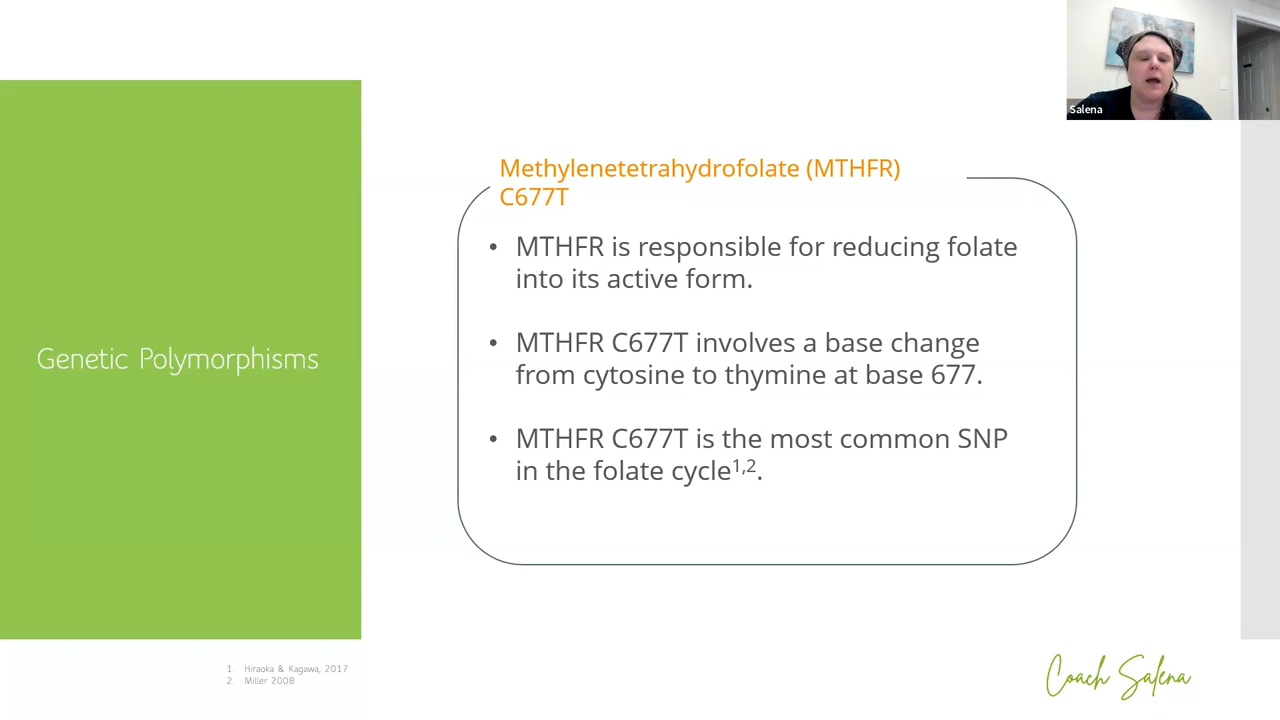 Salena
Methylenetetrahydrofolate (MTHFR)
C677T
• MTHFR is responsible for reducing folate
into its active form.
• MTHFR C677T involves a base change
from cytosine to thymine at base 677.
• MTHFR C677T is the most common SNP
in the folate cycle1,2.
Genetic Polymorphisms
1. Hiraoka & Kagawa, 2017
2. Miller 2008
Coach Salena